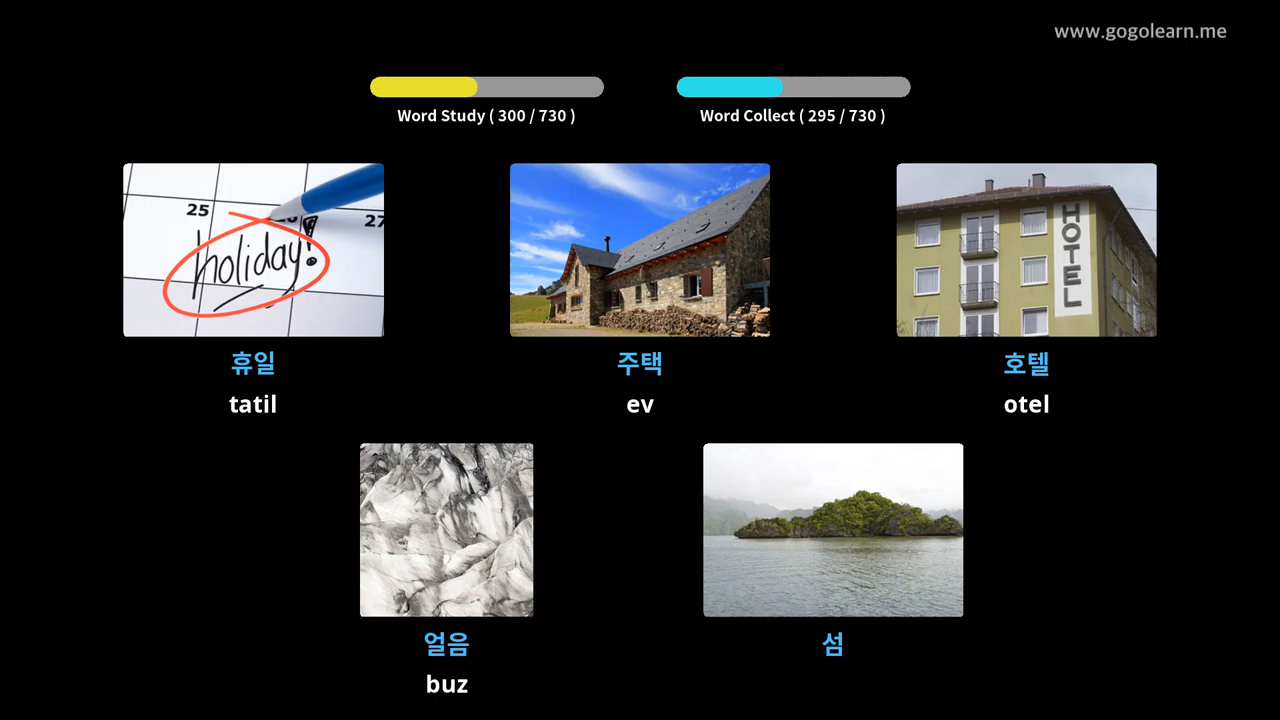 www.gogolearn.me
Word Study ( 300 / 730 )
Word Collect ( 295 / 730 )
25
27
holiday!
HOTEL
휴일
주택
호텔
tatil
ev
otel
얼음
섬
buz